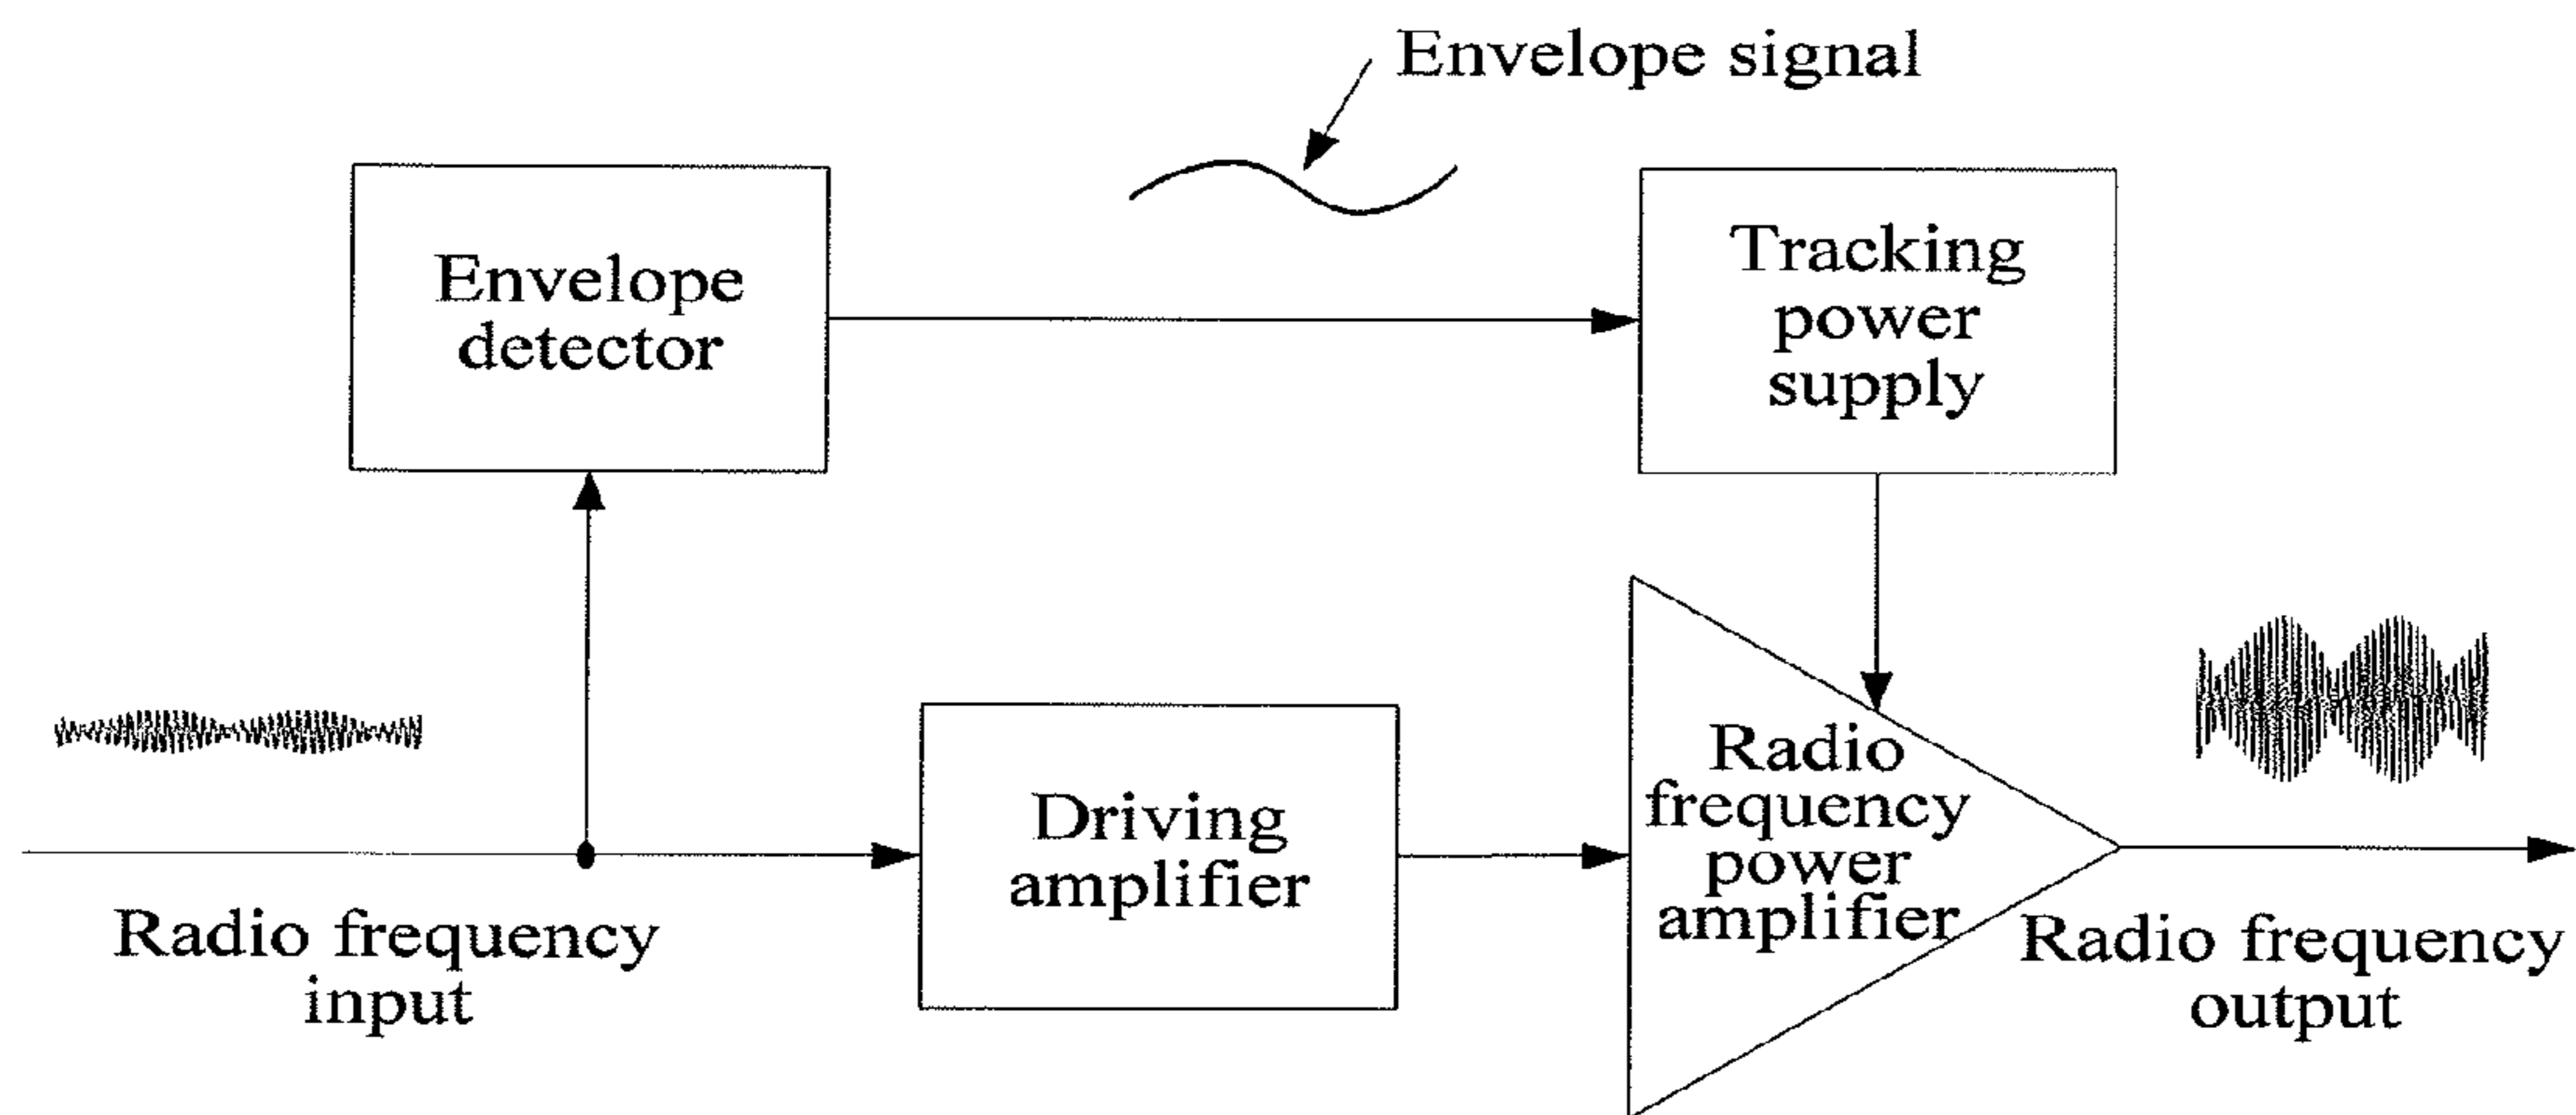 Envelope signal
Envelope
detector
Tracking
power
supply
Driving
amplifier
Radio
frequency
power
amplifier
Radio frequency
input
Radio frequency
output